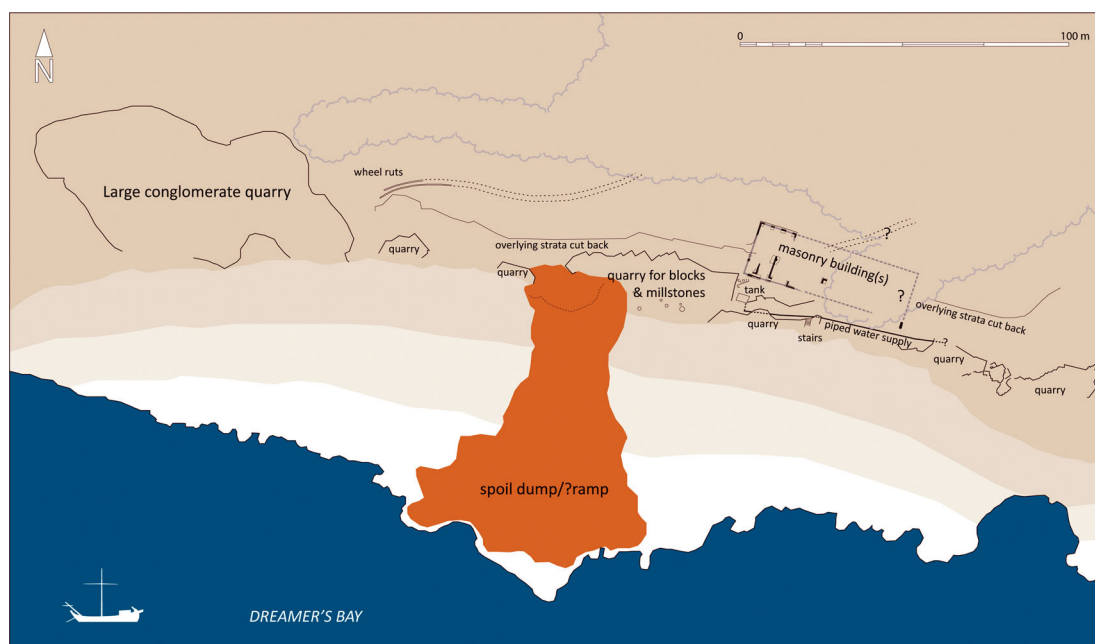 0 100 m
N
wheel ruts
Large conglomerate quarry
?
quarry
overlying strata cut back
masonry building(s)
quarry
quarry for blocks
& millstones
tank
?
overlying strata cut back
quarry
stairs
piped water supply
?
quarry
quarry
spoil dump/?ramp
DREAMER'S BAY